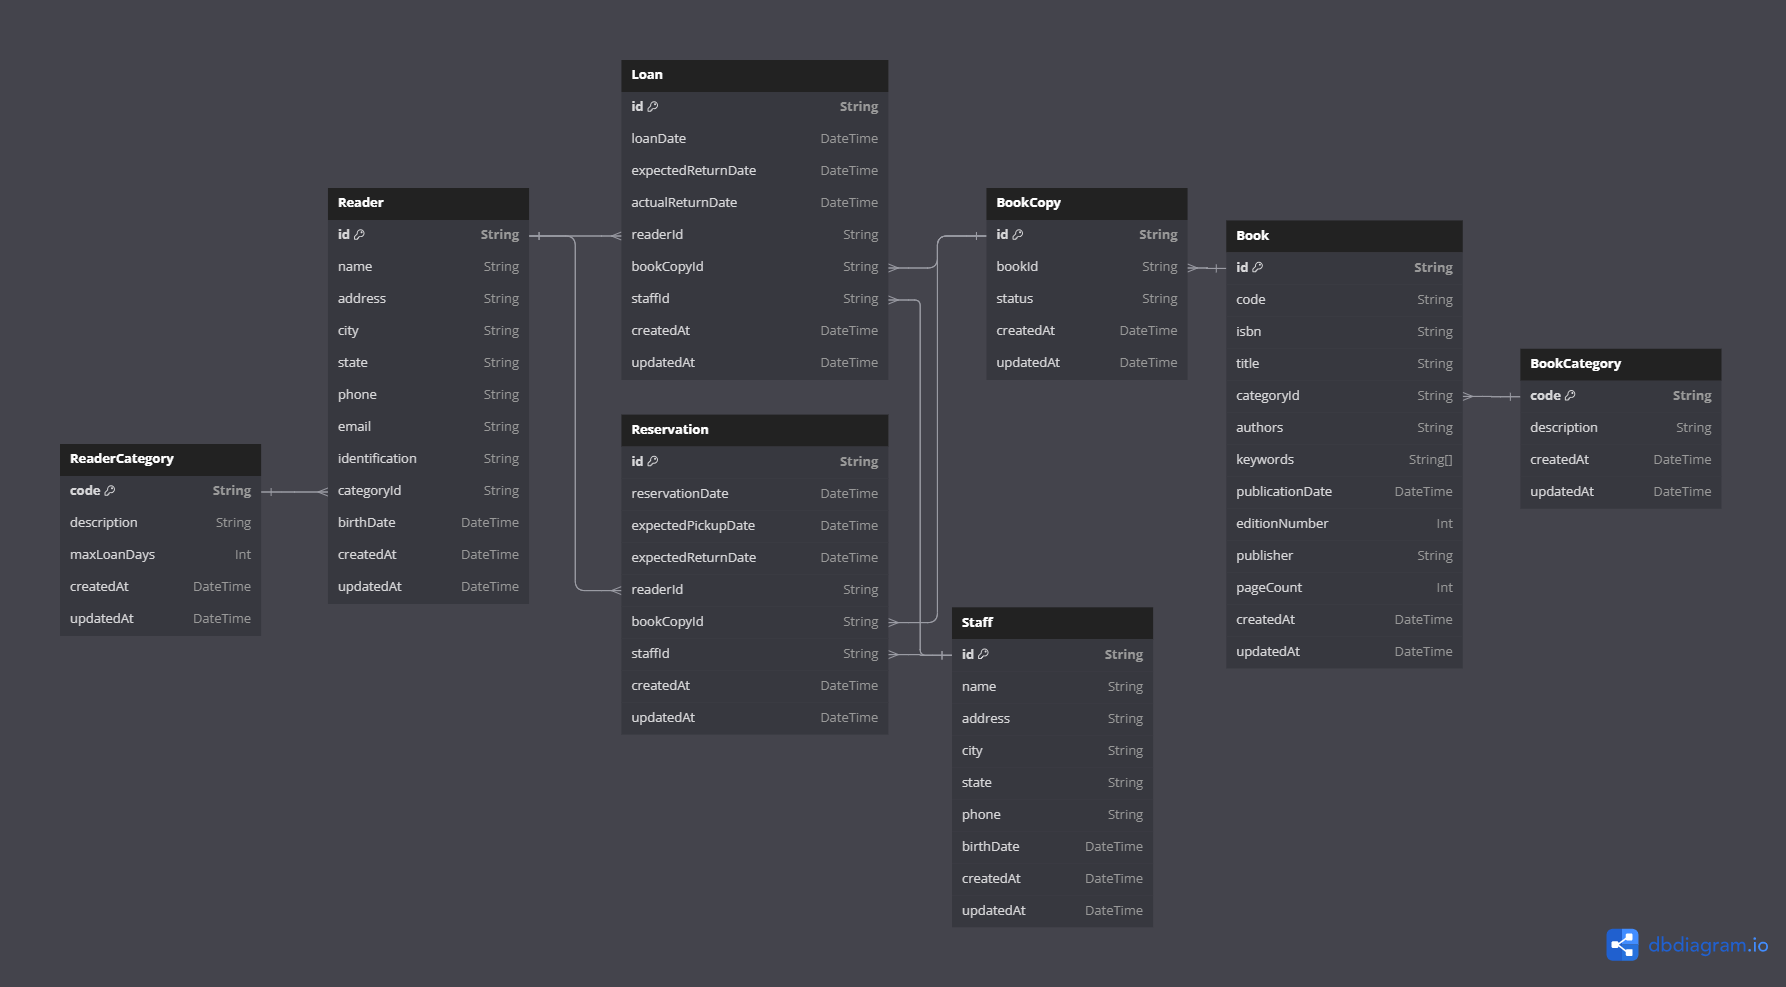 ReaderCategory
code String
description String
maxLoanDays Int
createdAt DateTime
updatedAt DateTime
Reader
id String
name String
address String
city String
state String
phone String
email String
identification String
categoryId String
birthDate DateTime
createdAt DateTime
updatedAt DateTime
Loan
id String
loanDate DateTime
expectedReturnDate DateTime
actualReturnDate DateTime
readerId String
bookCopyId String
staffId String
createdAt DateTime
updatedAt DateTime
Reservation
id String
reservationDate DateTime
expectedPickupDate DateTime
expectedReturnDate DateTime
readerId String
bookCopyId String
staffId String
createdAt DateTime
updatedAt DateTime
BookCopy
id String
bookId String
status String
createdAt DateTime
updatedAt DateTime
Staff
id String
name String
address String
city String
state String
phone String
birthDate DateTime
createdAt DateTime
updatedAt DateTime
Book
id String
code String
isbn String
title String
categoryId String
authors String
keywords String[]
publicationDate DateTime
editionNumber Int
publisher String
pageCount Int
createdAt DateTime
updatedAt DateTime
BookCategory
code String
description String
createdAt DateTime
updatedAt DateTime
dbdiagram.io